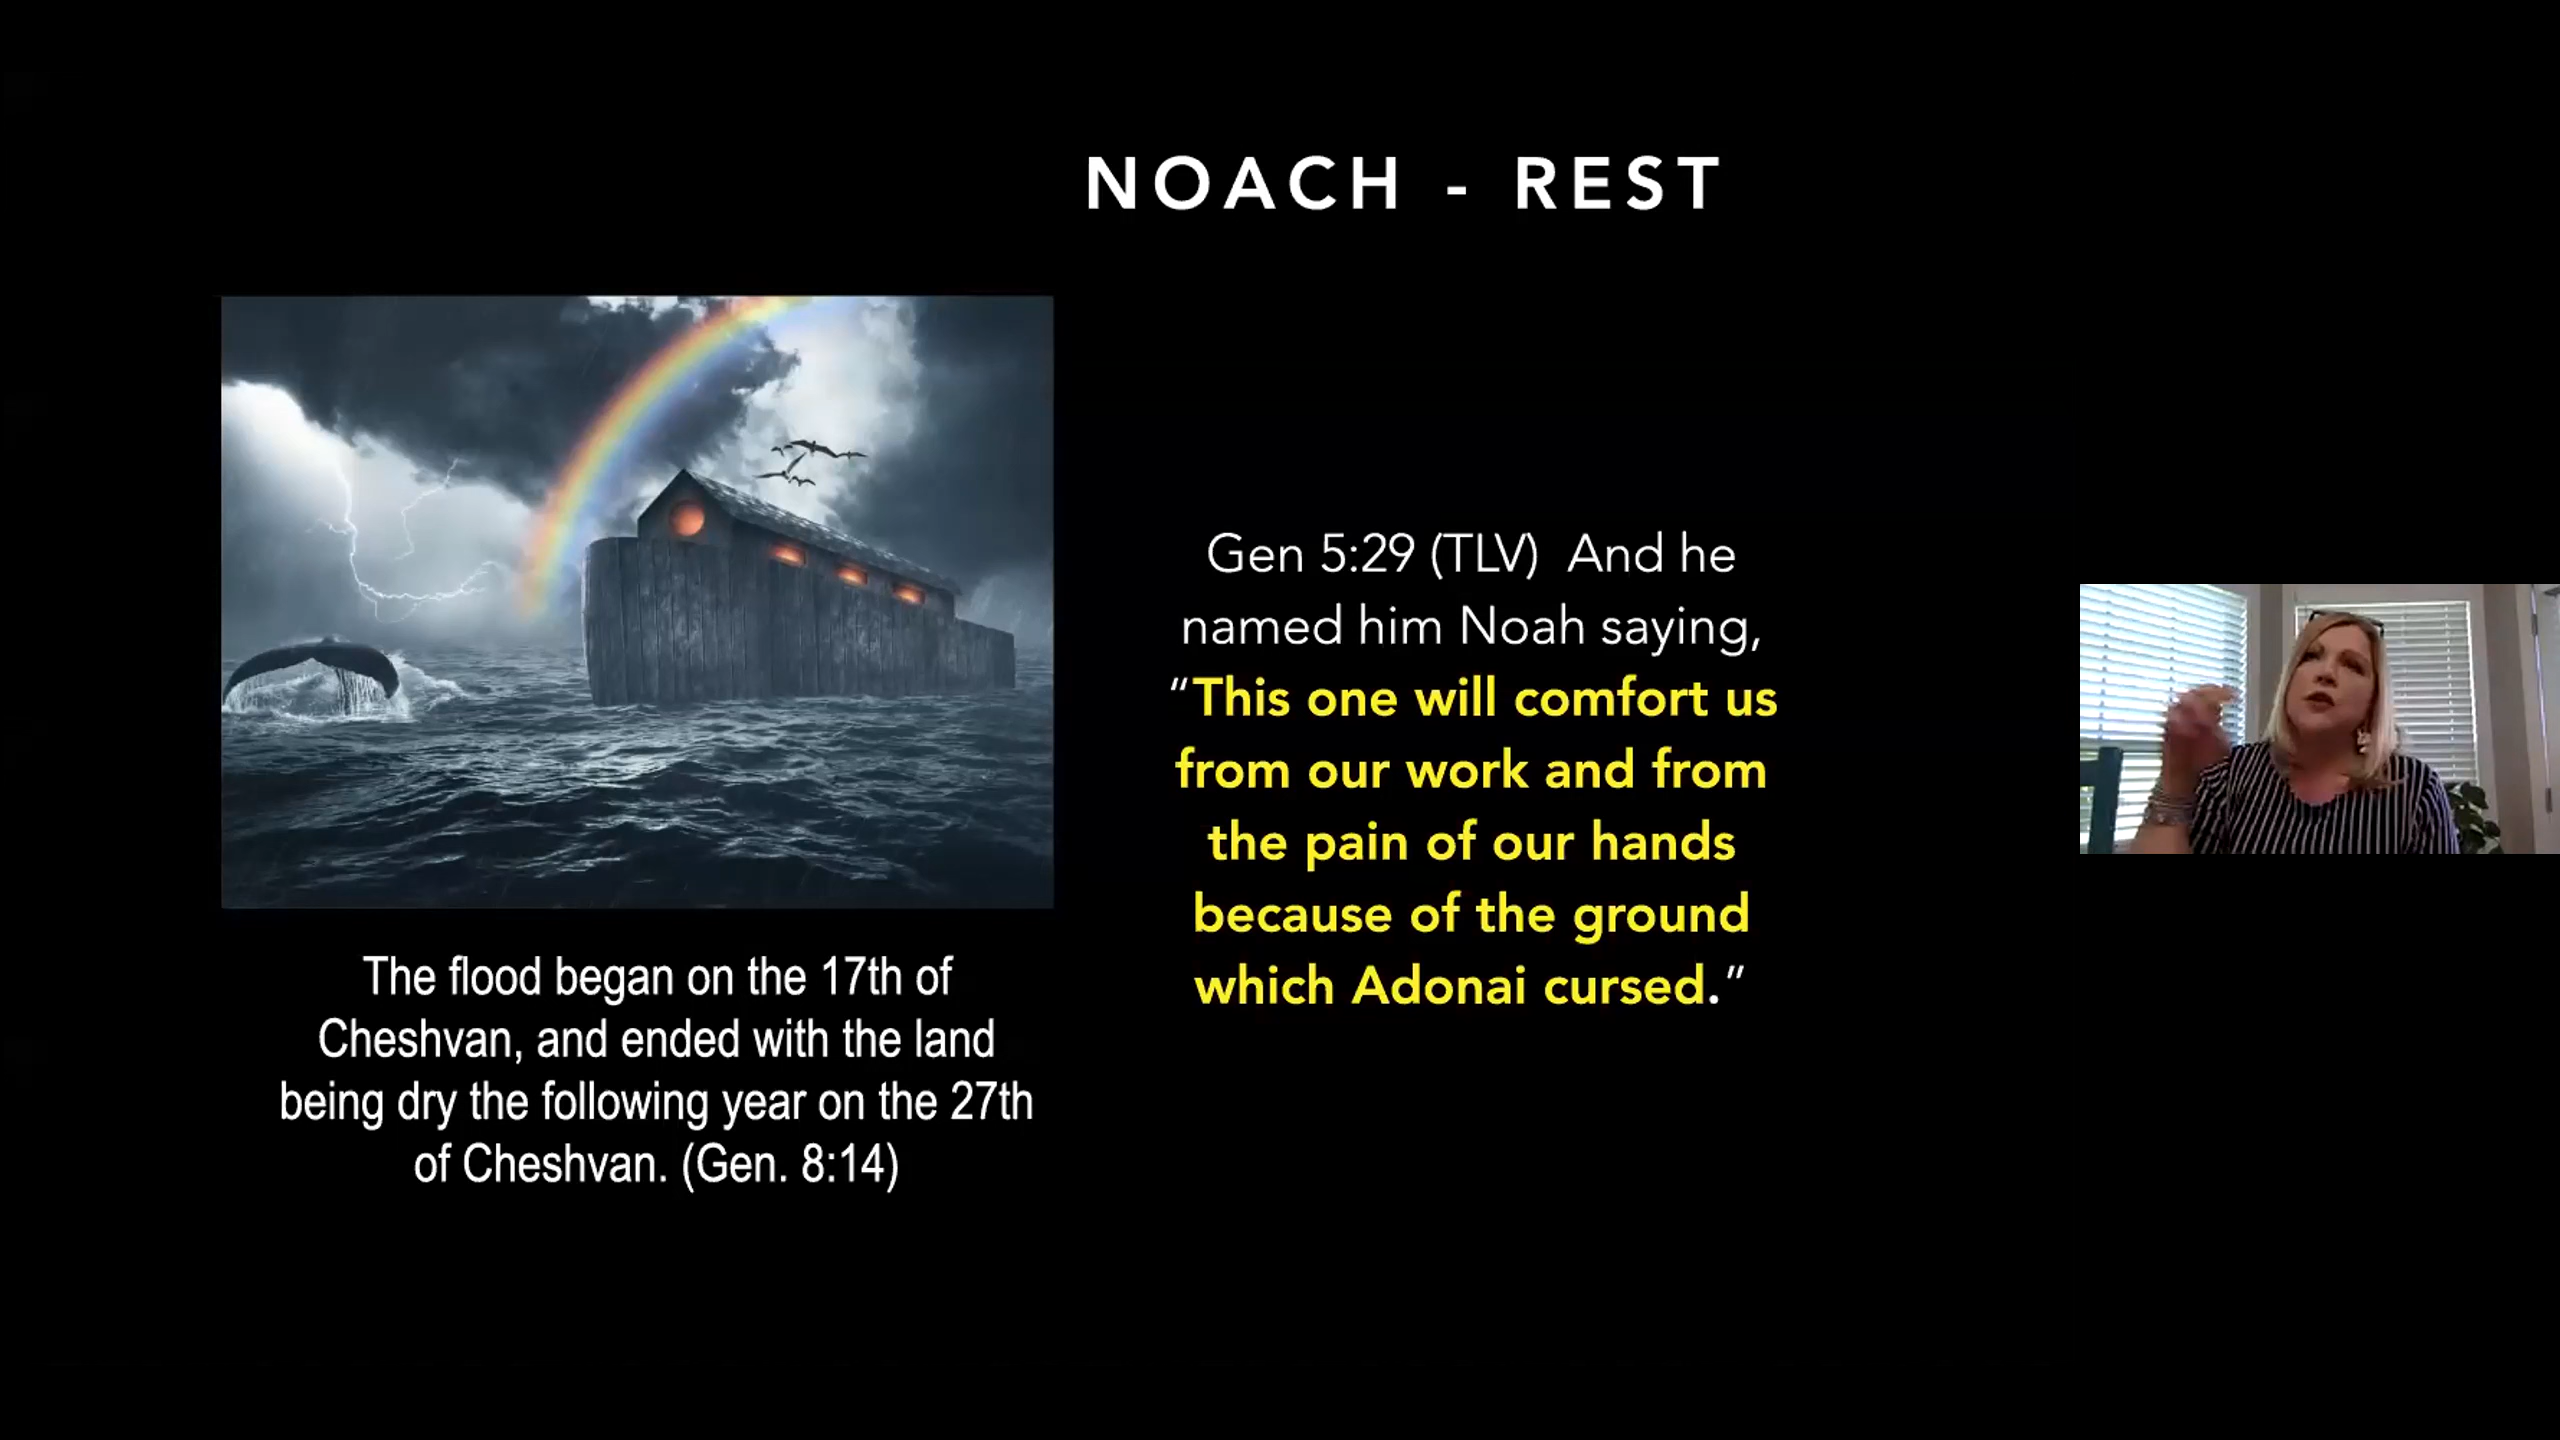 NOACH - REST
The flood began on the 17th of
Cheshvan, and ended with the land
being dry the following year on the 27th
of Cheshvan. (Gen. 8:14)
Gen 5:29 (TLV)  And he
named him Noah saying,
“This one will comfort us
from our work and from
the pain of our hands
because of the ground
which Adonai cursed.”